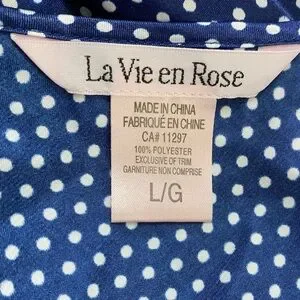 La Vie en Rose
MADE IN CHINA
FABRIQUÉ EN CHINE
CA# 11297
100% POLYESTER
EXCLUSIVE OF TRIM
GARNITURE NON COMPRISE
L/G